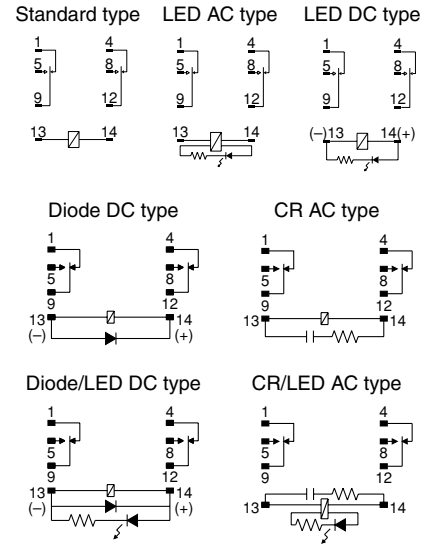 Standard type LED AC type LED DC type
1 4 1 4 1 4
5 8 5 8 5 8
9 12 9 12 9 12
13 14 13 14 (–)13 14(+)
Diode DC type CR AC type
1 4 1 4
5 8 5 8
9 12 9 12
13 14 13 14
(–) (+)
Diode/LED DC type CR/LED AC type
1 4 1 4
5 8 5 8
9 12 9 12
13 14 13 14
(–) (+)